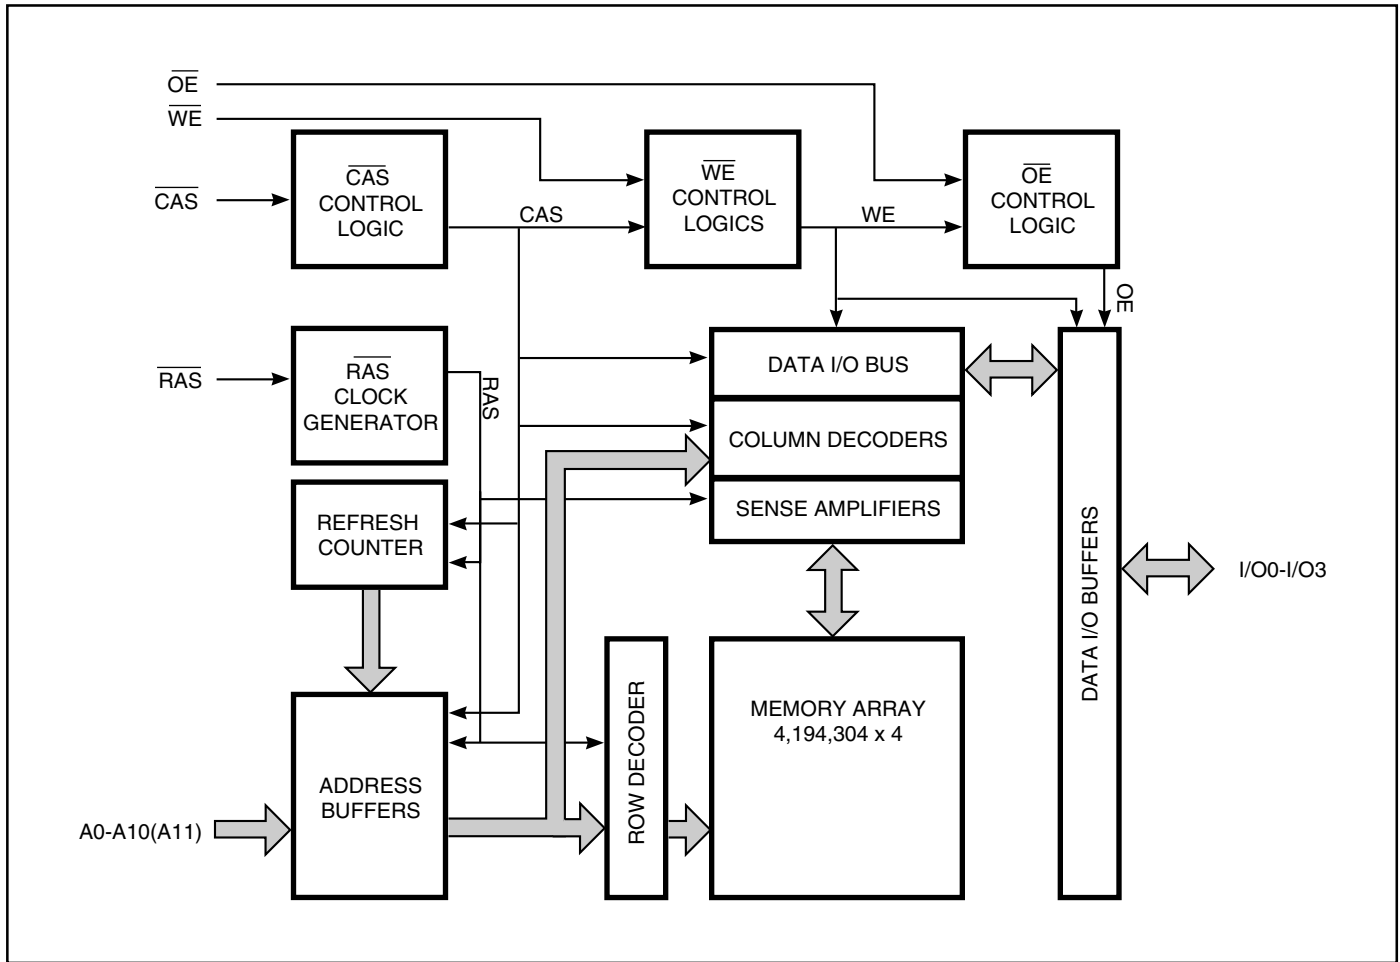 OE
WE
CAS
CAS
CONTROL
LOGIC
CAS
WE
CONTROL
LOGICS
WE
OE
CONTROL
LOGIC
OE
RAS
RAS
CLOCK
GENERATOR
RAS
DATA I/O BUS
COLUMN DECODERS
SENSE AMPLIFIERS
REFRESH
COUNTER
DATA I/O BUFFERS
I/O0-I/O3
ADDRESS
BUFFERS
A0-A10(A11)
ROW DECODER
MEMORY ARRAY
4,194,304 x 4